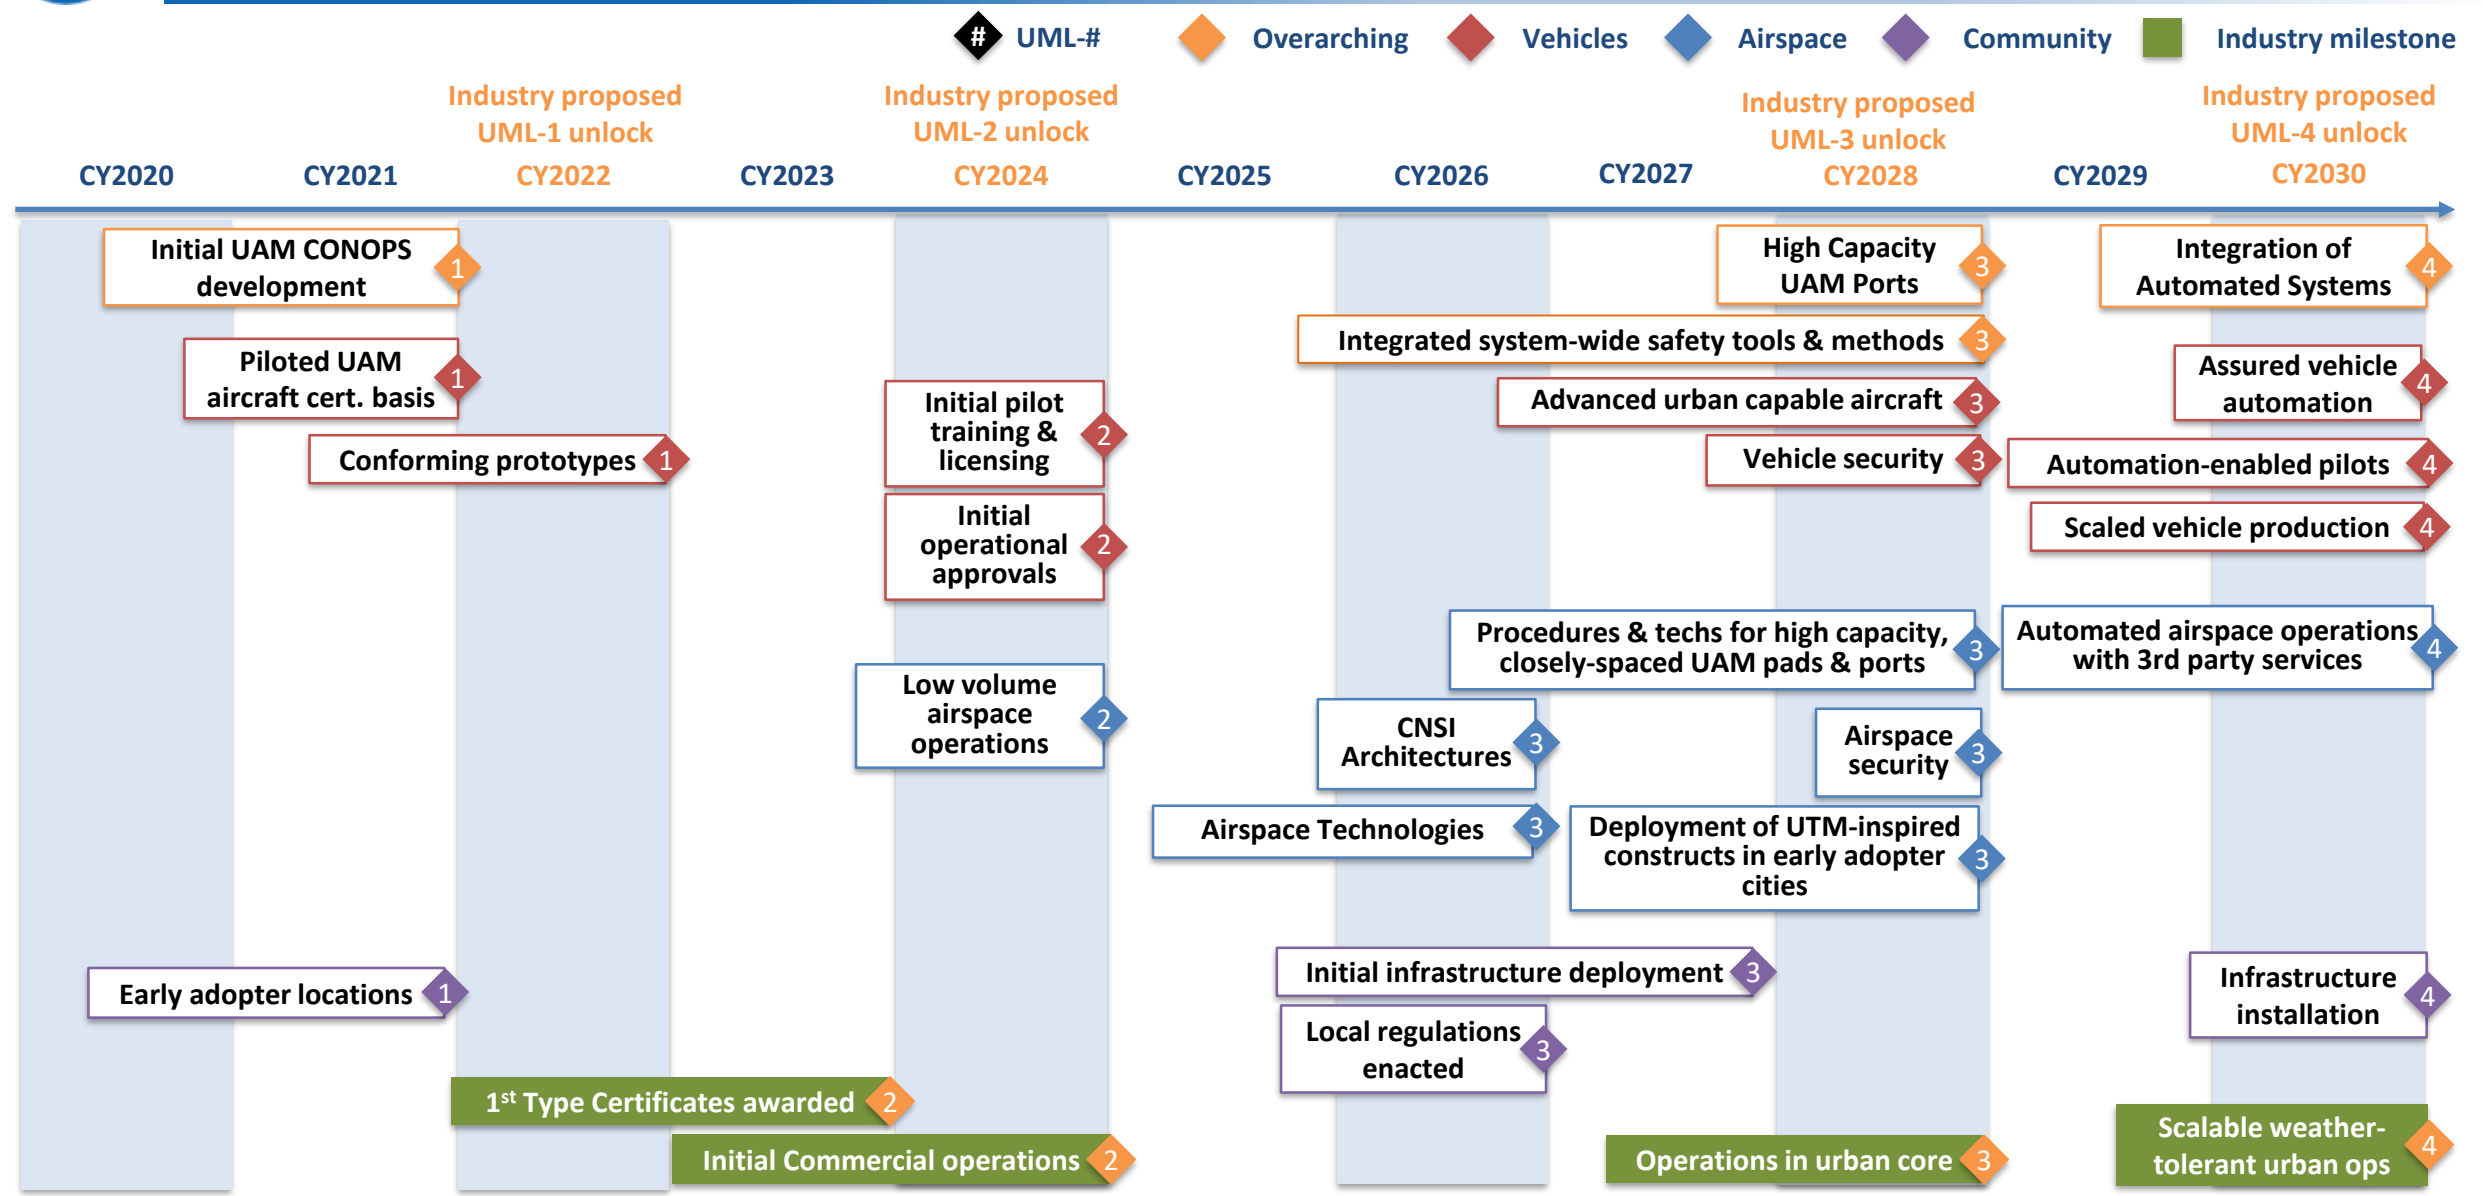 # UML-# Overarching Vehicles Airspace Community Industry milestone
Industry proposed
UML-1 unlock
Industry proposed
UML-2 unlock
Industry proposed
UML-3 unlock
Industry proposed
UML-4 unlock
CY2020 CY2021 CY2022 CY2023 CY2024 CY2025 CY2026 CY2027 CY2028 CY2029 CY2030
Initial UAM CONOPS
development
1
High Capacity
UAM Ports
3
Integration of
Automated Systems
4
Integrated system-wide safety tools & methods 3
Piloted UAM
aircraft cert. basis
1
Assured vehicle
automation
4
Initial pilot
training &
licensing
2
Advanced urban capable aircraft 3
Conforming prototypes 1
Vehicle security 3
Automation-enabled pilots 4
Initial
operational
approvals
2
Scaled vehicle production 4
Procedures & techs for high capacity,
closely-spaced UAM pads & ports
3
Automated airspace operations
with 3rd party services
4
Low volume
airspace
operations
2
CNSI
Architectures
3
Airspace
security
3
Airspace Technologies 3
Deployment of UTM-inspired
constructs in early adopter
cities
3
Early adopter locations 1
Initial infrastructure deployment 3
Infrastructure
installation
4
Local regulations
enacted
3
1st Type Certificates awarded 2
Initial Commercial operations 2
Operations in urban core 3
Scalable weather-
tolerant urban ops
4